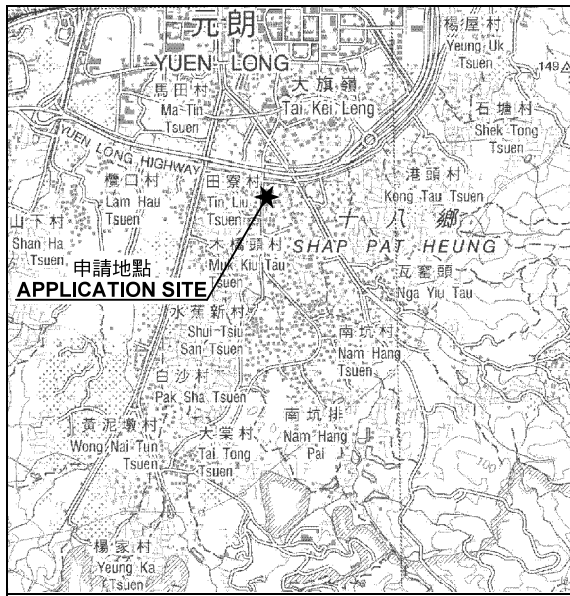 元朗
YUEN LONG
楊屋村
Yeung Uk
Tsuen
149
馬田村
Ma Tin
Tsuen
大旗嶺
Tai Kei Leng
石塘村
Shek Tong
Tsuen
YUEN LONG HIGHWAY
欖口村
Lam Hau
Tsuen
田寮村
Tin Liu
Tsuen
港頭村
Kong Tau Tsuen
山下村
Shan Ha
Tsuen
十八鄉
SHAP PAT HEUNG
木橋頭村
Muk Kiu Tau
Tsuen
瓦窰頭
Nga Yiu Tau
申請地點
APPLICATION SITE
水蕉新村
Shui Tsiu
San Tsuen
南坑村
Nam Hang
Tsuen
白沙村
Pak Sha Tsuen
黃泥墩村
Wong Nai Tun
Tsuen
大棠村
Tai Tong
Tsuen
南坑排
Nam Hang
Pai
100
楊家村
Yeung Ka
Tsuen